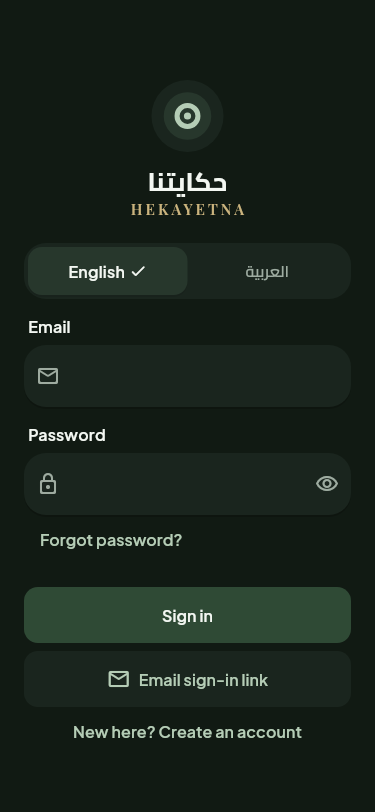 حكايتنا
HEKAYETNA
English
العربية
Email
Password
Forgot password?
Sign in
Email sign-in link
New here? Create an account